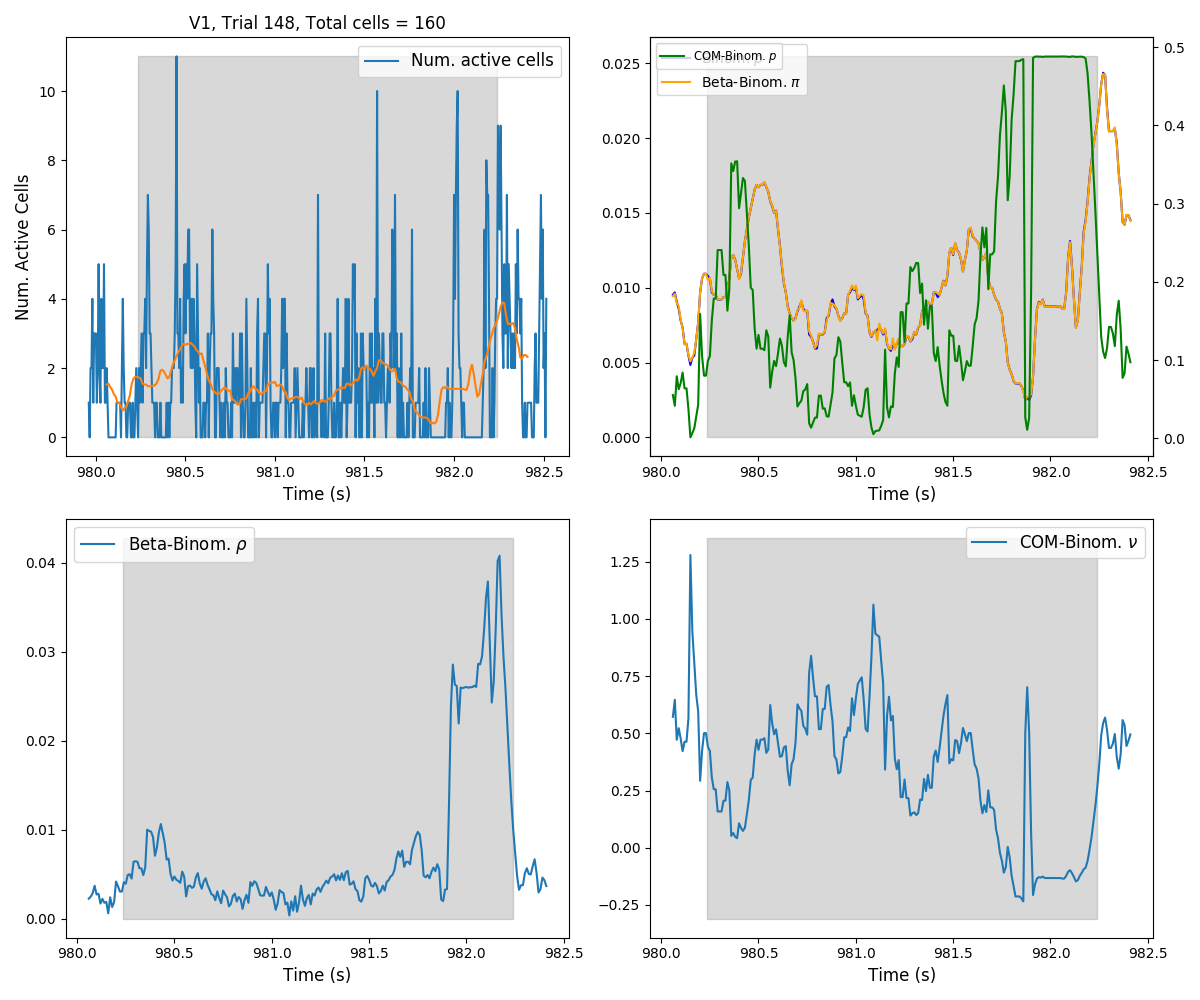 V1, Trial 148, Total cells = 160
Num. active cells
Num. Active Cells
10
8
6
4
2
0
980.0 980.5 981.0 981.5 982.0 982.5
Time (s)
COM-Binom. p
Beta-Binom. π
0.025
0.020
0.015
0.010
0.005
0.000
0.5
0.4
0.3
0.2
0.1
0.0
980.0 980.5 981.0 981.5 982.0 982.5
Time (s)
Beta-Binom. ρ
0.04
0.03
0.02
0.01
0.00
980.0 980.5 981.0 981.5 982.0 982.5
Time (s)
COM-Binom. ν
1.25
1.00
0.75
0.50
0.25
0.00
−0.25
980.0 980.5 981.0 981.5 982.0 982.5
Time (s)